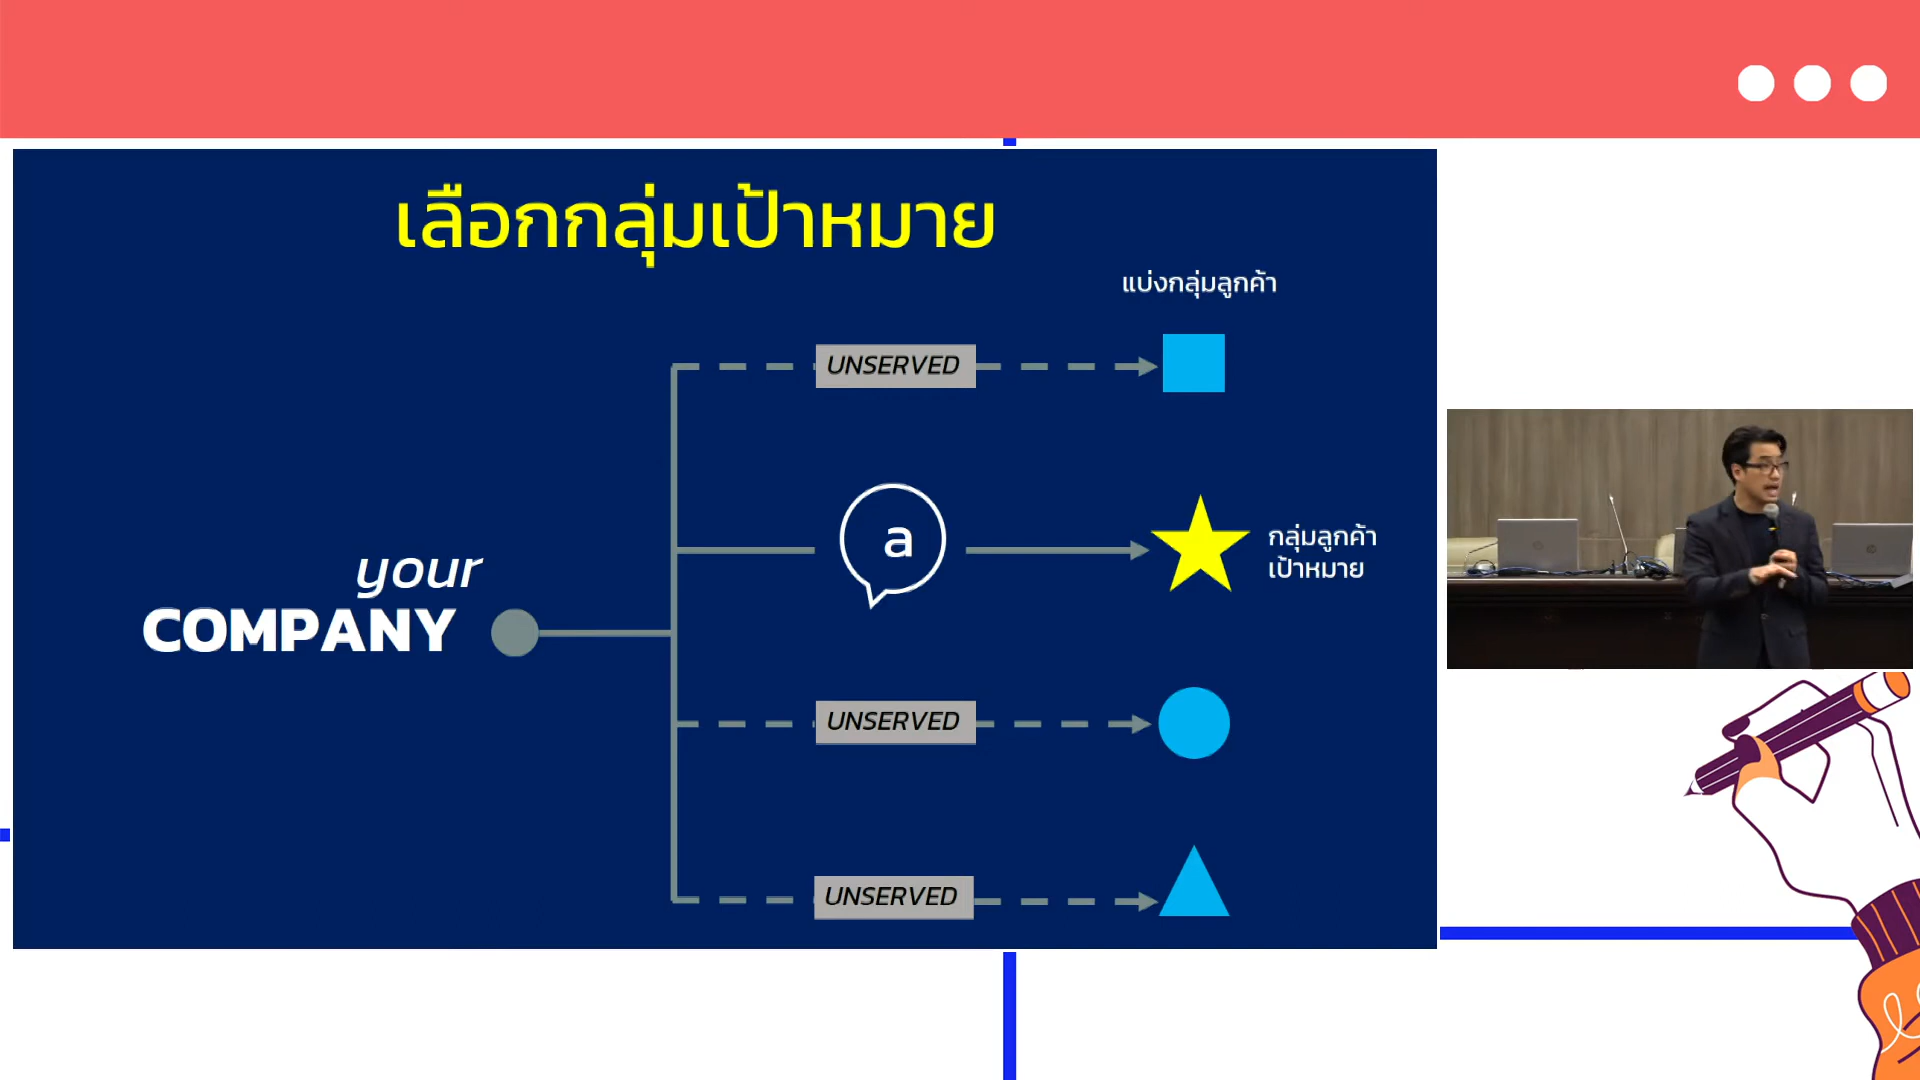 เลือกกลุ่มเป้าหมาย
แบ่งกลุ่มลูกค้า
UNSERVED
a
กลุ่มลูกค้า
เป้าหมาย
your
COMPANY
UNSERVED
UNSERVED